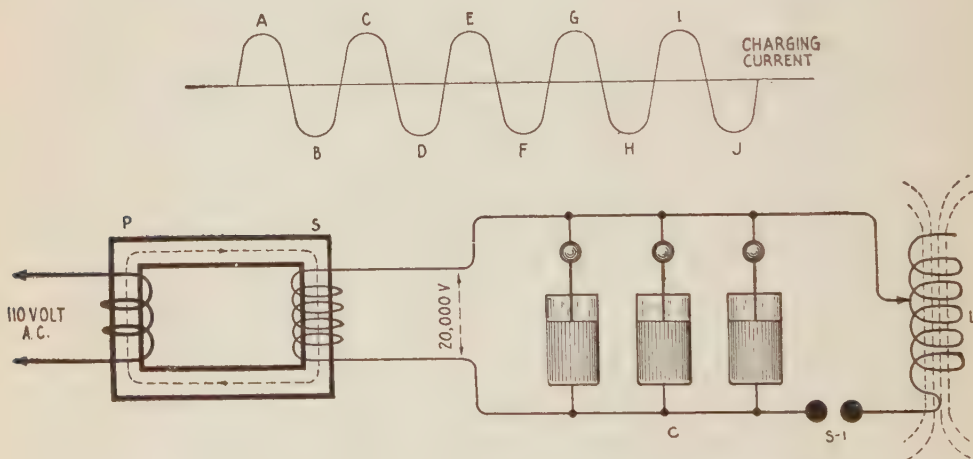 A C E G I
CHARGING
CURRENT
B D F H J
P S
110 VOLT
A.C.
20,000 V
L
C
S-1